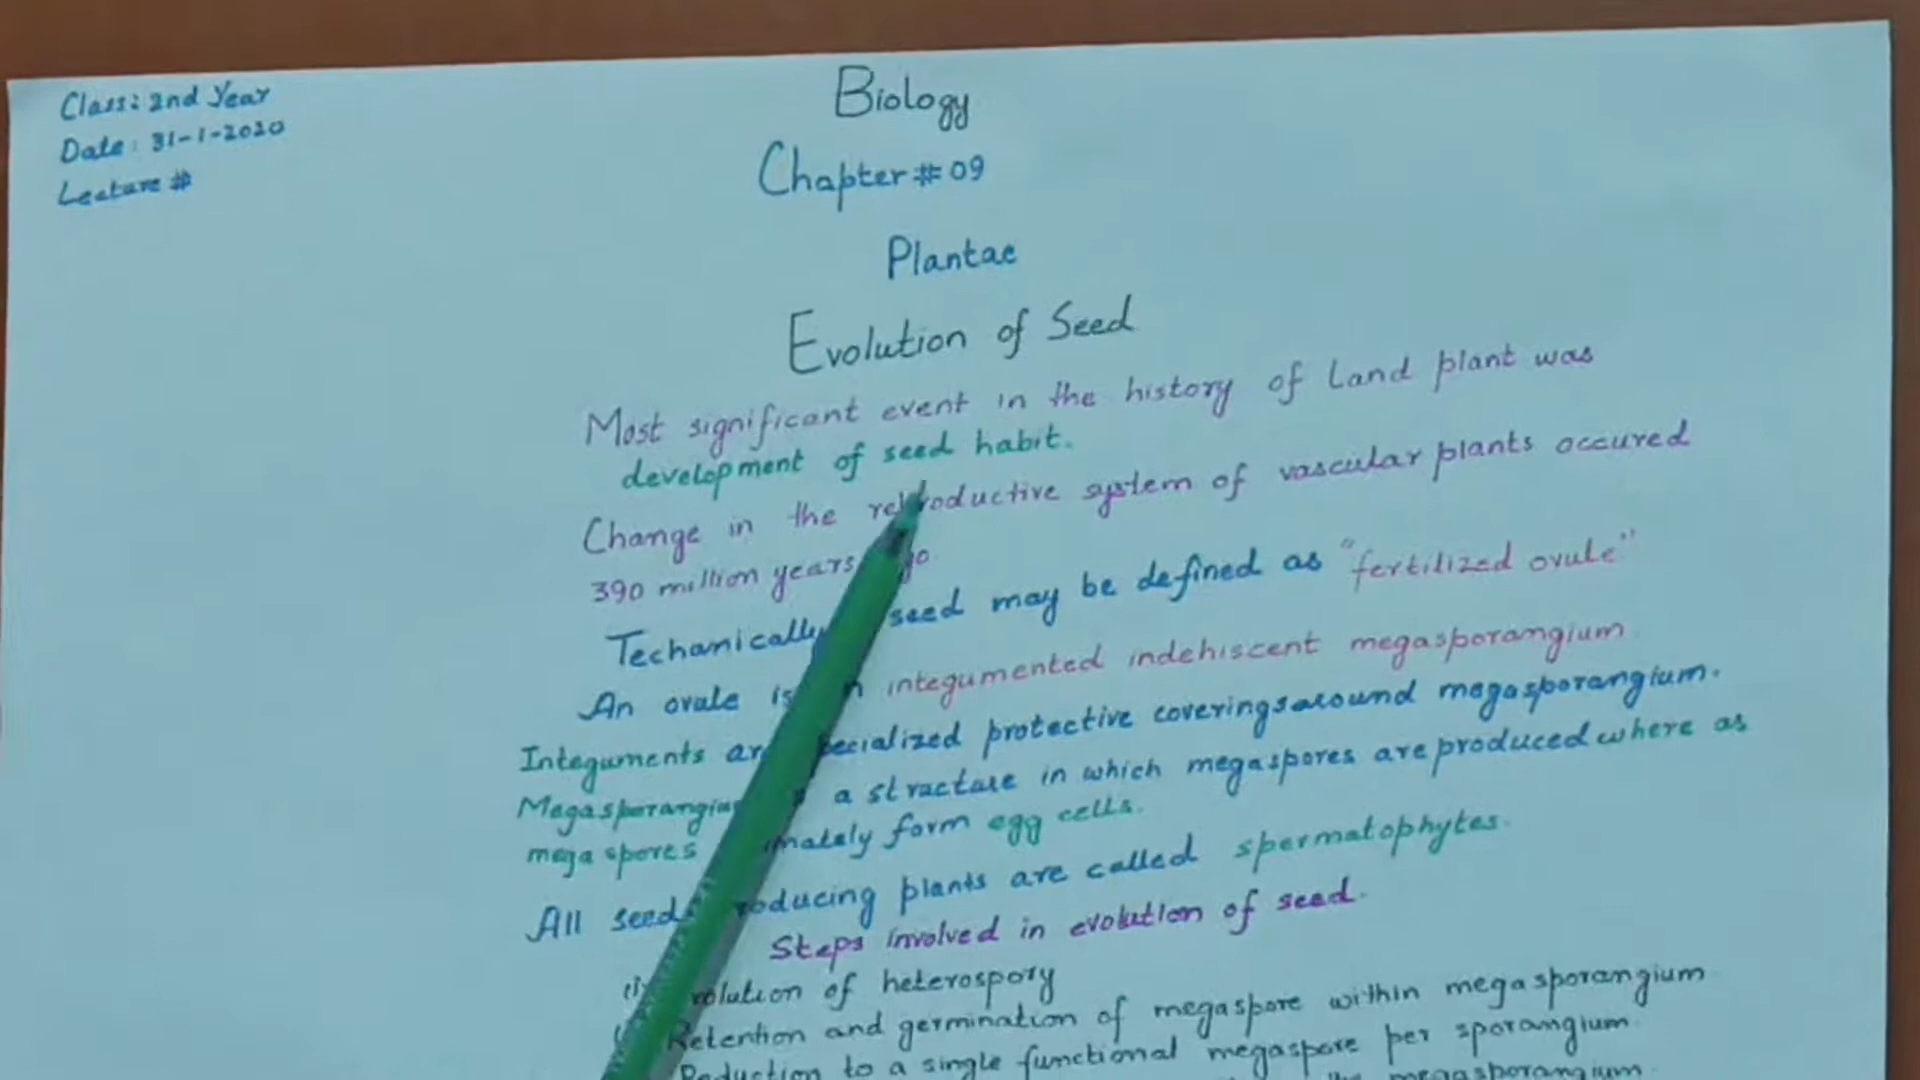 Class: 2nd Year
Date: 31-1-2020
Lecture #
Biology
Chapter # 09
Plantae
Evolution of Seed
Most significant event in the history of Land plant was
development of seed habit.
Change in the reproductive system of vascular plants occured
390 million years
Techanically seed may be defined as "fertilized ovule"
An ovule is integumented indehiscent megasporangium
Integuments are specialized protective coverings around megasporangium.
Megasporangium a structure in which megaspores are produced where as
mega spores form egg cells.
All seed producing plants are called spermatophytes.
Steps involved in evolution of seed.
(i) of heterospory
Retention and germination of megaspore within megasporangium
Reduction to a single functional megaspore per sporangium
megasporangium.